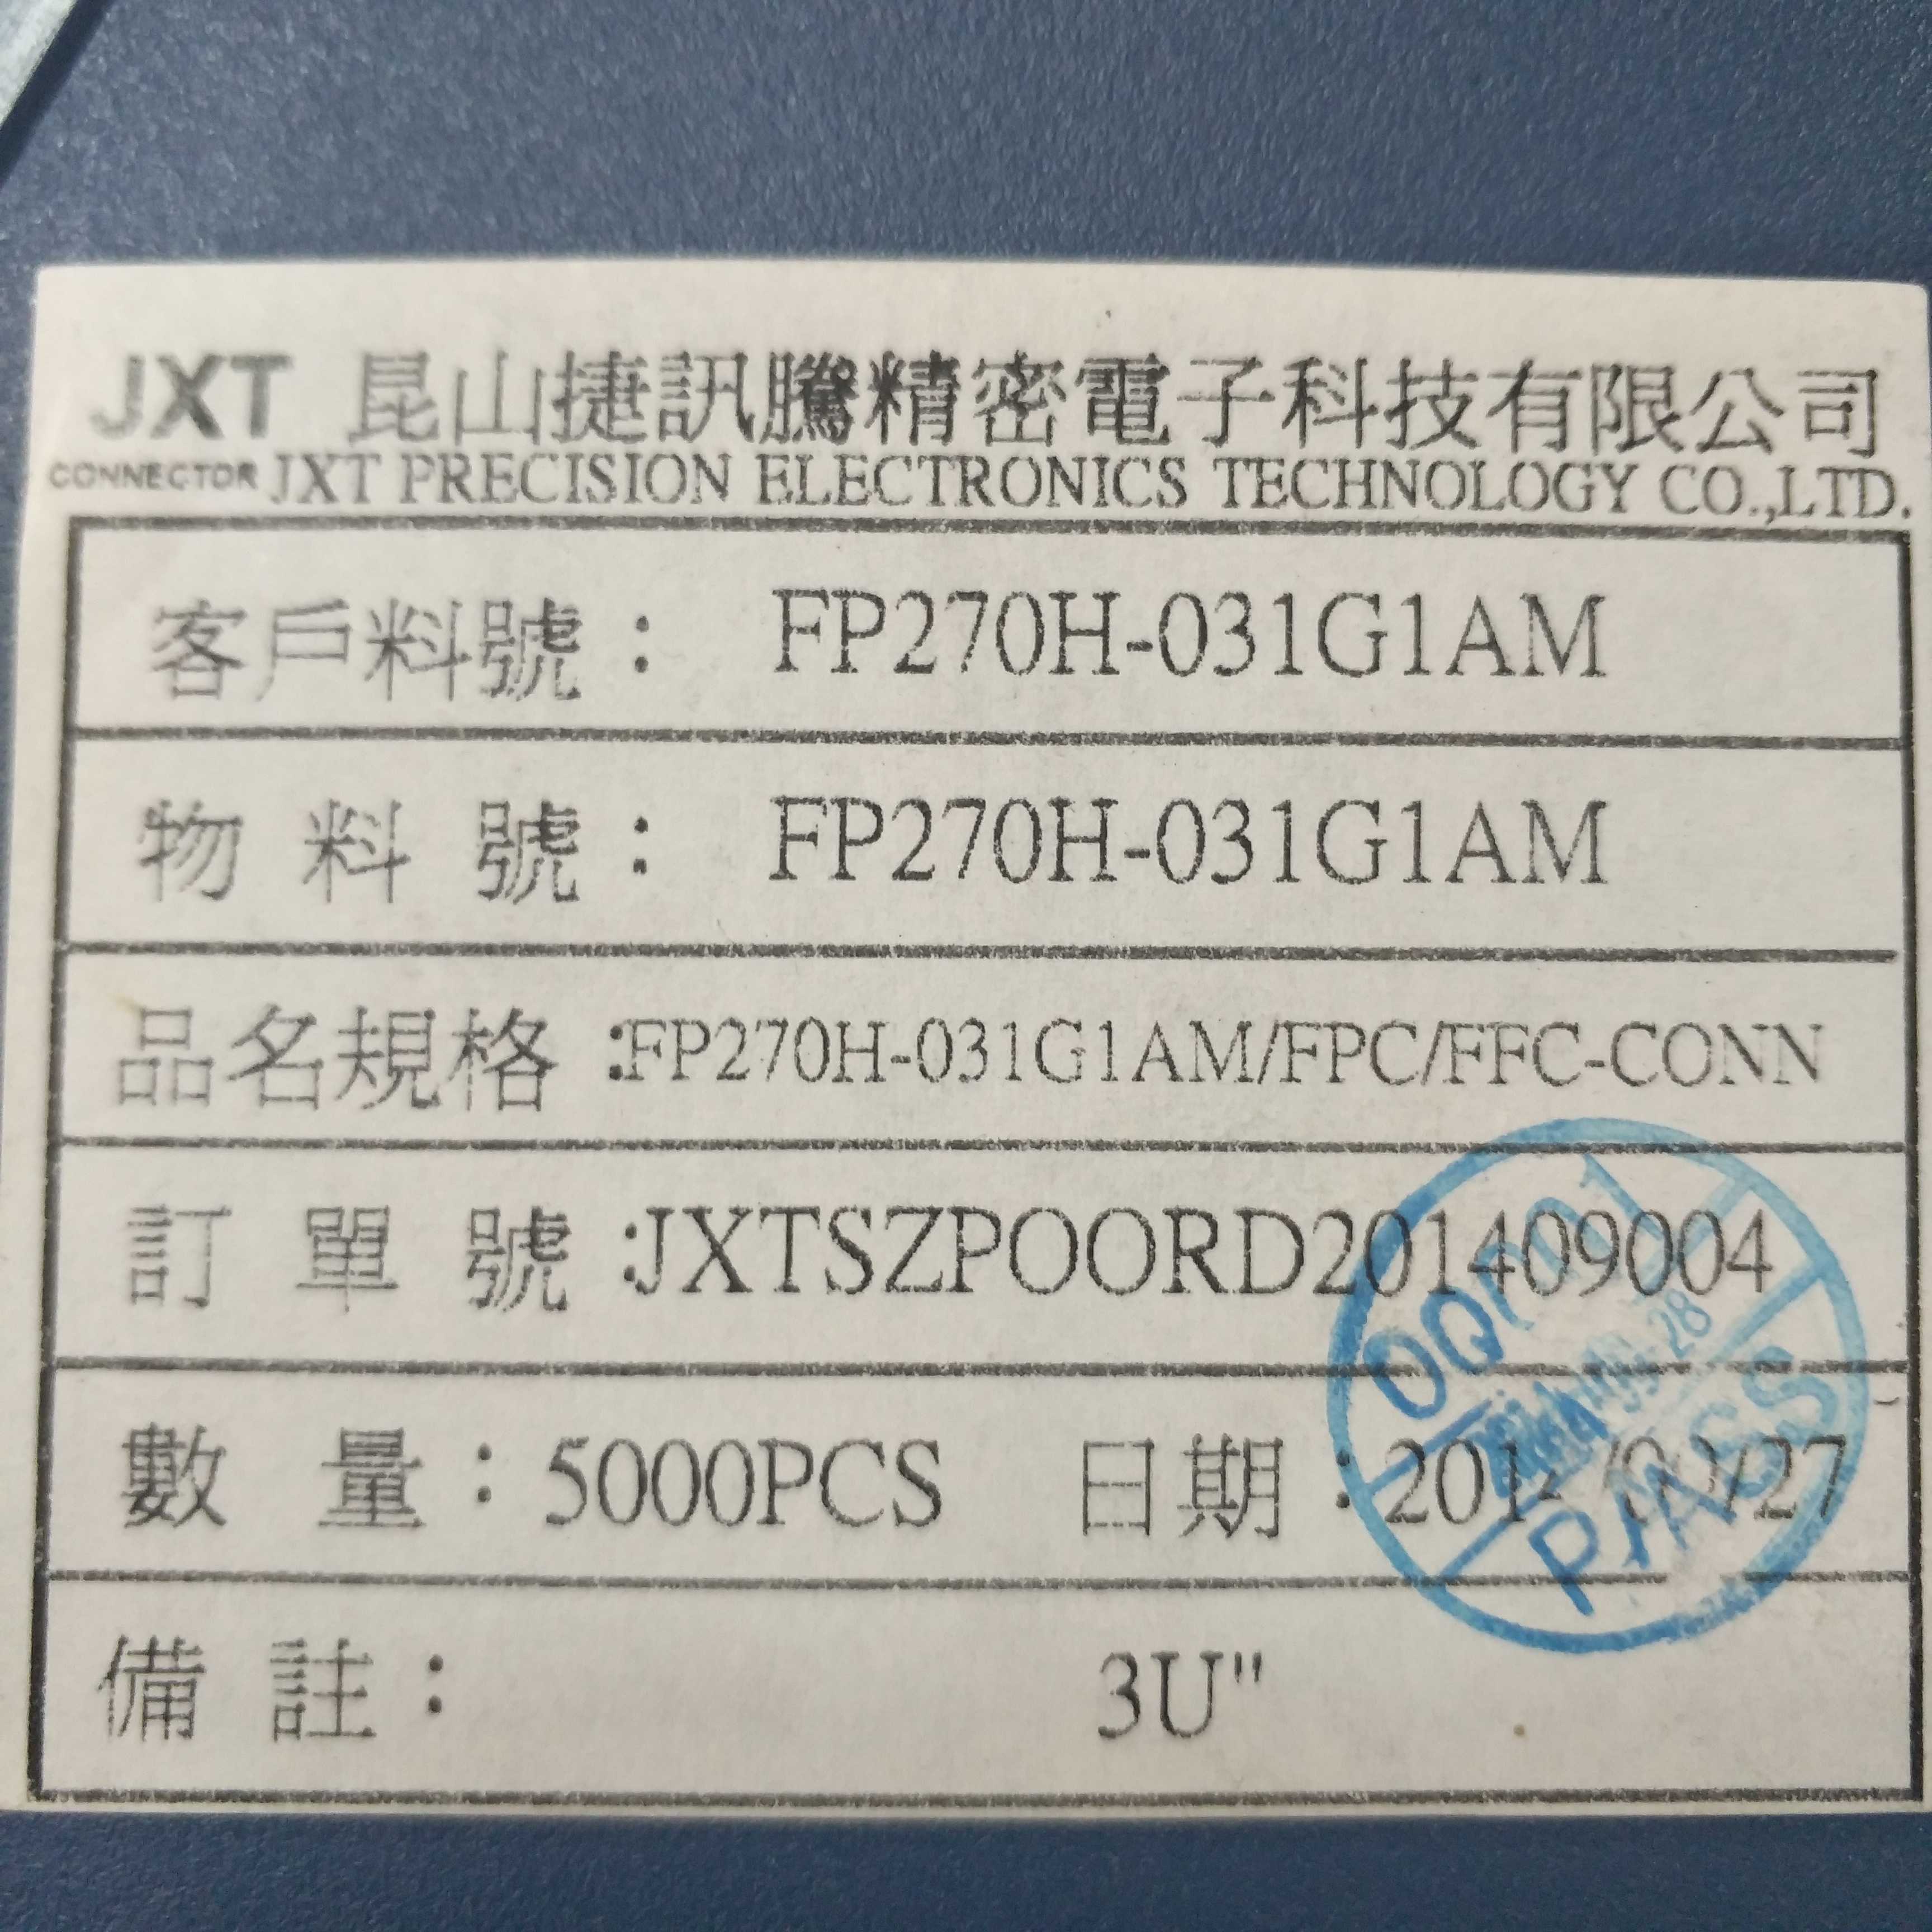 JXT 昆山捷訊騰精密電子科技有限公司
CONNECTOR JXT PRECISION ELECTRONICS TECHNOLOGY CO.,LTD.
客戶料號： FP270H-031G1AM
物料號： FP270H-031G1AM
品名規格：FP270H-031G1AM/FPC/FFC-CONN
訂單號：JXTSZPOORD201409004
數量：5000PCS 日期：
備註： 3U"
PASS